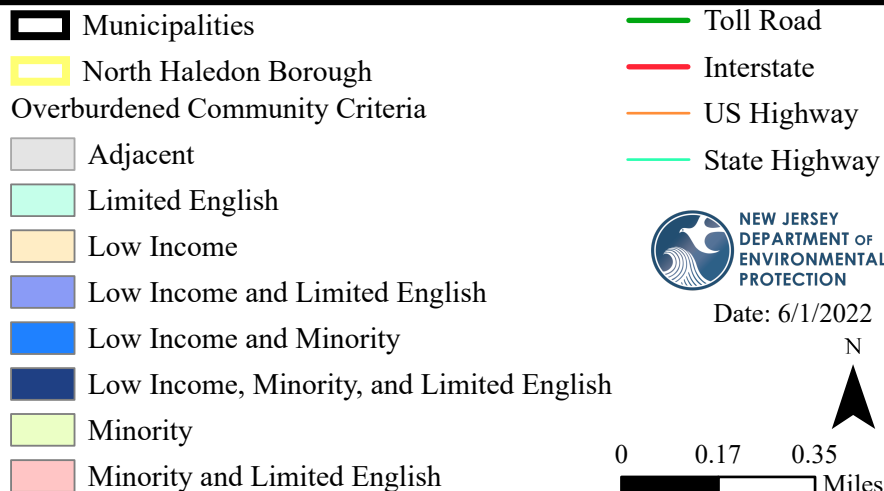 Municipalities
North Haledon Borough
Overburdened Community Criteria
Adjacent
Limited English
Low Income
Low Income and Limited English
Low Income and Minority
Low Income, Minority, and Limited English
Minority
Minority and Limited English
Toll Road
Interstate
US Highway
State Highway
NEW JERSEY
DEPARTMENT OF
ENVIRONMENTAL
PROTECTION
Date: 6/1/2022
N
0 0.17 0.35
Miles